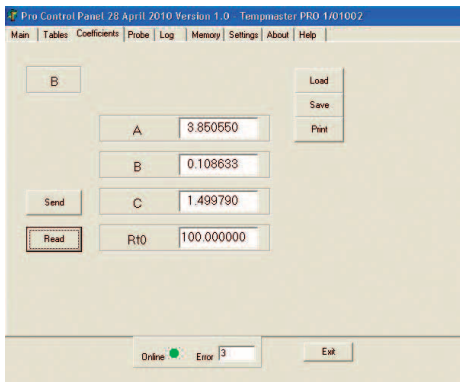 Pro Control Panel 28 April 2010 Version 1.0 - Tempmaster PRO 1/01002
Main Tables Coefficients Probe Log Memory Settings About Help
B
Load
Save
Print
A 3.850550
B 0.108633
Send C 1.499790
Read Rt0 100.000000
Online Error 3 Exit